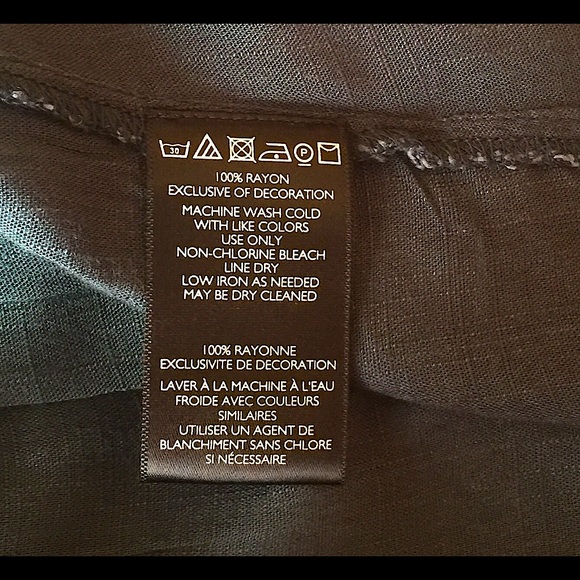 30 P
100% RAYON
EXCLUSIVE OF DECORATION
MACHINE WASH COLD
WITH LIKE COLORS
USE ONLY
NON-CHLORINE BLEACH
LINE DRY
LOW IRON AS NEEDED
MAY BE DRY CLEANED
100% RAYONNE
EXCLUSIVITE DE DECORATION
LAVER À LA MACHINE À L'EAU
FROIDE AVEC COULEURS
SIMILAIRES
UTILISER UN AGENT DE
BLANCHIMENT SANS CHLORE
SI NÉCESSAIRE